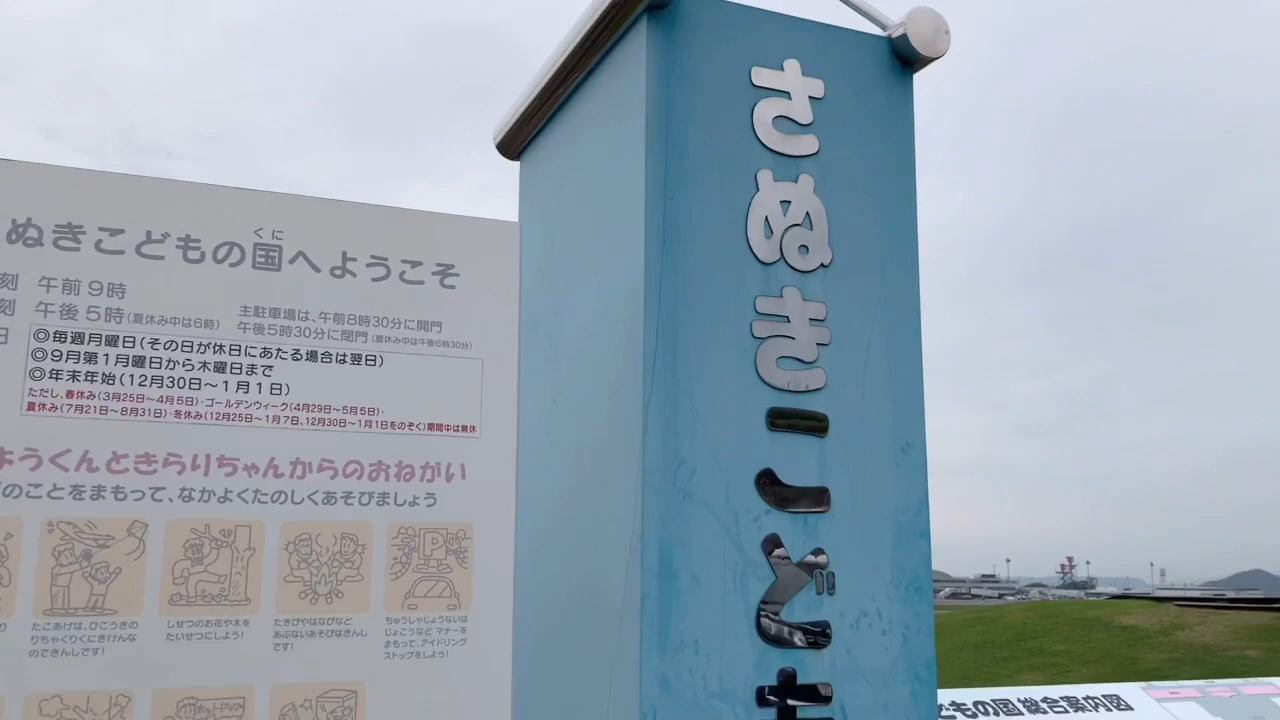 さぬきこども
くに
ぬきこどもの国へようこそ
刻 午前9時
刻 午後5時(夏休み中は6時)
主駐車場は、午前8時30分に開門
午後5時30分に閉門(夏休み中は午後6時30分)
日
◎毎週月曜日(その日が休日にあたる場合は翌日)
◎9月第1月曜日から木曜日まで
◎年末年始(12月30日〜1月1日)
ただし、春休み(3月25日〜4月5日)・ゴールデンウィーク(4月29日〜5月5日)・
夏休み(7月21日〜8月31日)・冬休み(12月25日〜1月7日、12月30日〜1月1日をのぞく)期間中は無休
ょうくんときらりちゃんからのおねがい
のことをまもって、なかよくたのしくあそびましょう
P
たこあげは、ひこうき
りちゃくりくにきけんな
のできんしです!
しせつのお花や木を
たいせつにしよう!
たきびやはなびなど
あぶないあそびはきんし
です!
ちゅうしゃじょうないは
じょこうなど マナーを
まもって、アイドリング
ストップをしよう!
どもの国 総合案内図